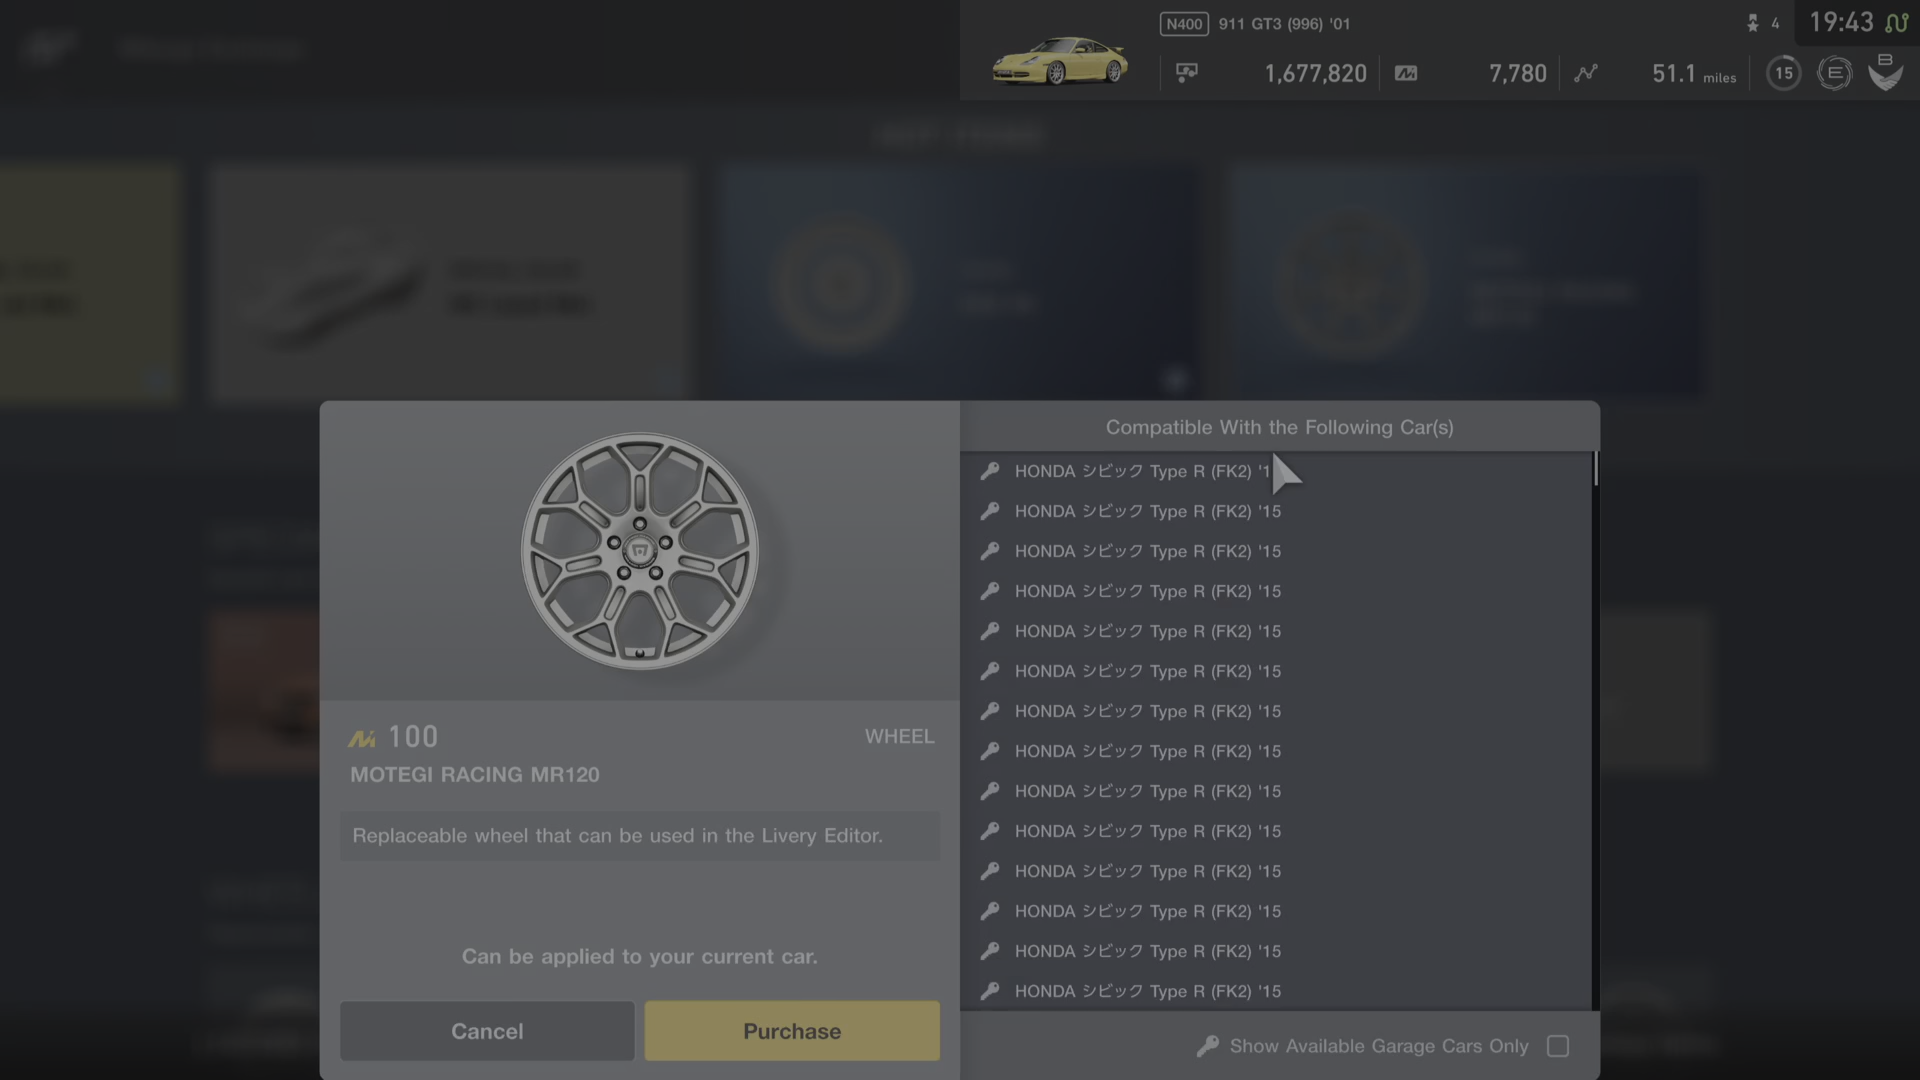 N400 911 GT3 (996) '01
4
19:43
1,677,820
7,780
51.1 miles
15
E
B
100
WHEEL
MOTEGI RACING MR120
Replaceable wheel that can be used in the Livery Editor.
Can be applied to your current car.
Cancel
Purchase
Compatible With the Following Car(s)
HONDA シビック Type R (FK2) '1
HONDA シビック Type R (FK2) '15
HONDA シビック Type R (FK2) '15
HONDA シビック Type R (FK2) '15
HONDA シビック Type R (FK2) '15
HONDA シビック Type R (FK2) '15
HONDA シビック Type R (FK2) '15
HONDA シビック Type R (FK2) '15
HONDA シビック Type R (FK2) '15
HONDA シビック Type R (FK2) '15
HONDA シビック Type R (FK2) '15
HONDA シビック Type R (FK2) '15
HONDA シビック Type R (FK2) '15
HONDA シビック Type R (FK2) '15
Show Available Garage Cars Only